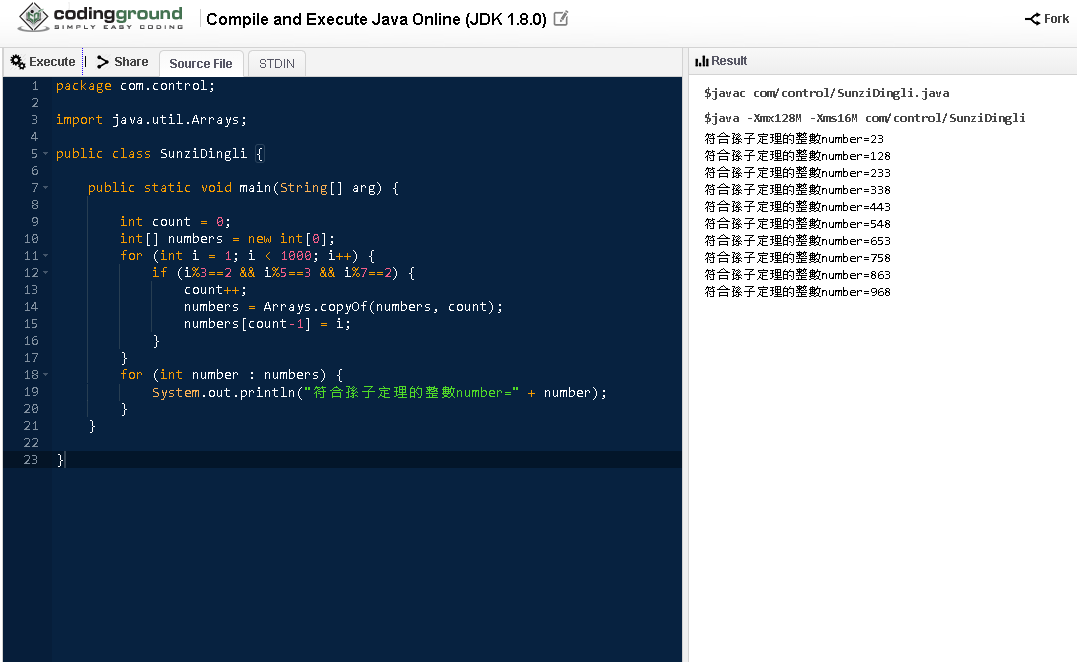 codingground
SIMPLY EASY CODING
Compile and Execute Java Online (JDK 1.8.0)
Fork
Execute
Share
Source File
STDIN
1 package com.control;
2
3 import java.util.Arrays;
4
5 public class SunziDingli {
6
7 public static void main(String[] arg) {
8
9 int count = 0;
10 int[] numbers = new int[0];
11 for (int i = 1; i < 1000; i++) {
12 if (i%3==2 && i%5==3 && i%7==2) {
13 count++;
14 numbers = Arrays.copyOf(numbers, count);
15 numbers[count-1] = i;
16 }
17 }
18 for (int number : numbers) {
19 System.out.println("符合孫子定理的整數number=" + number);
20 }
21 }
22
23 }
Result
$javac com/control/SunziDingli.java
$java -Xmx128M -Xms16M com/control/SunziDingli
符合孫子定理的整數number=23
符合孫子定理的整數number=128
符合孫子定理的整數number=233
符合孫子定理的整數number=338
符合孫子定理的整數number=443
符合孫子定理的整數number=548
符合孫子定理的整數number=653
符合孫子定理的整數number=758
符合孫子定理的整數number=863
符合孫子定理的整數number=968